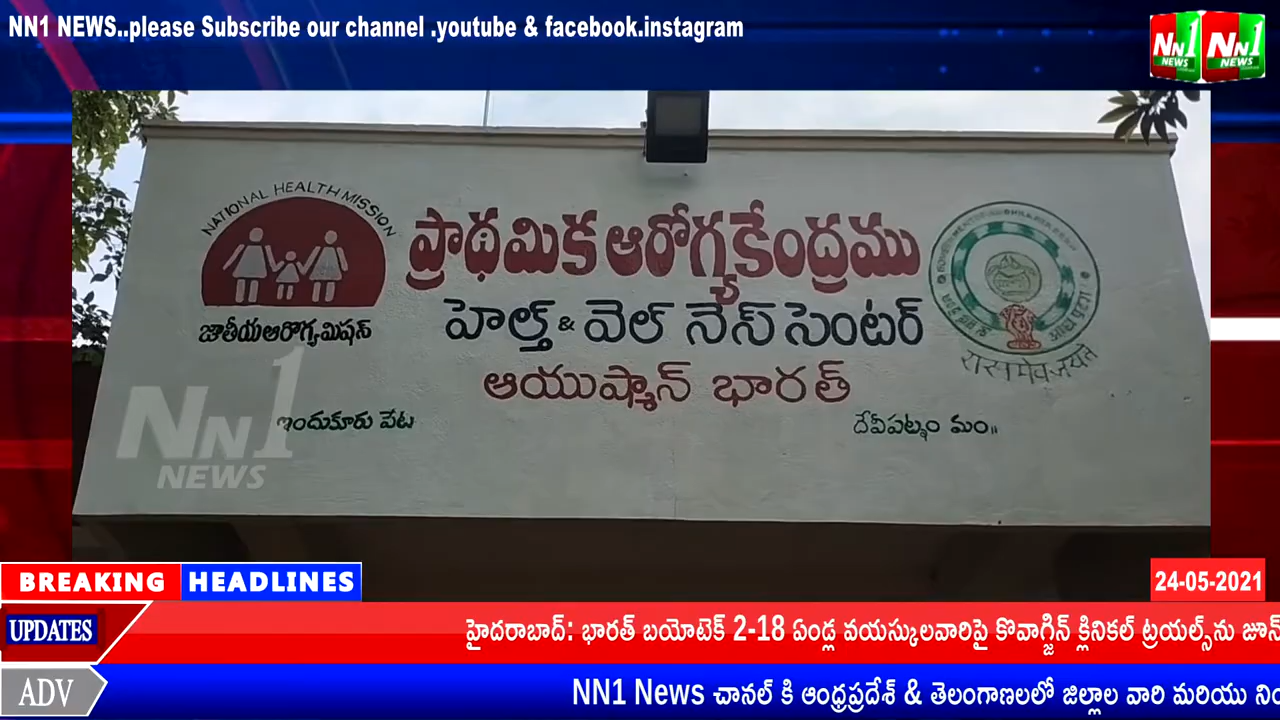 NN1 NEWS..please Subscribe our channel .youtube & facebook.instagram
NN1 NEWS
NN1 NEWS
NATIONAL HEALTH MISSION
జాతీయఆరోగ్యమిషన్
ప్రాథమిక ఆరోగ్యకేంద్రము
హెల్త్ & వెల్ నెస్ సెంటర్
ఆయుష్మాన్ భారత్
ఇందుకూరు పేట
దేవీపట్నం మం॥
NN1 NEWS
BREAKING HEADLINES
24-05-2021
UPDATES
హైదరాబాద్: భారత్ బయోటెక్ 2-18 ఏండ్ల వయస్కులవారిపై కొవాగ్జిన్ క్లినికల్ ట్రయల్స్‌ను జూన్
ADV
NN1 News చానల్ కి ఆంధ్రప్రదేశ్ & తెలంగాణలలో జిల్లాల వారి మరియు